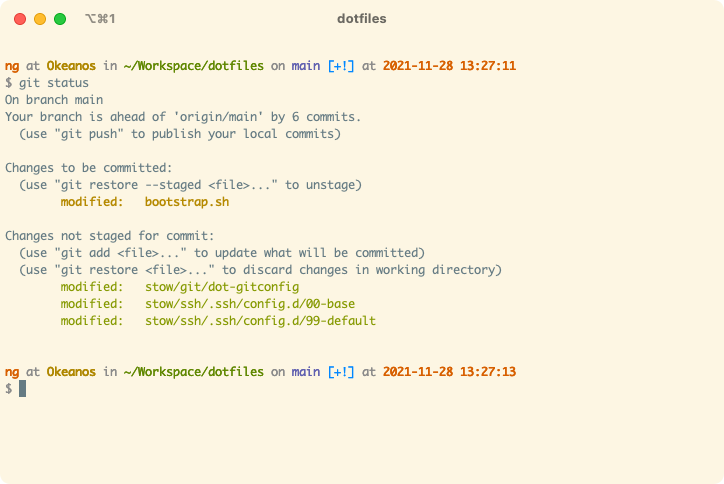 ⌥⌘1 dotfiles
ng at Okeanos in ~/Workspace/dotfiles on main [+!] at 2021-11-28 13:27:11
$ git status
On branch main
Your branch is ahead of 'origin/main' by 6 commits.
  (use "git push" to publish your local commits)
Changes to be committed:
  (use "git restore --staged <file>..." to unstage)
        modified:   bootstrap.sh
Changes not staged for commit:
  (use "git add <file>..." to update what will be committed)
  (use "git restore <file>..." to discard changes in working directory)
        modified:   stow/git/dot-gitconfig
        modified:   stow/ssh/.ssh/config.d/00-base
        modified:   stow/ssh/.ssh/config.d/99-default
ng at Okeanos in ~/Workspace/dotfiles on main [+!] at 2021-11-28 13:27:13
$